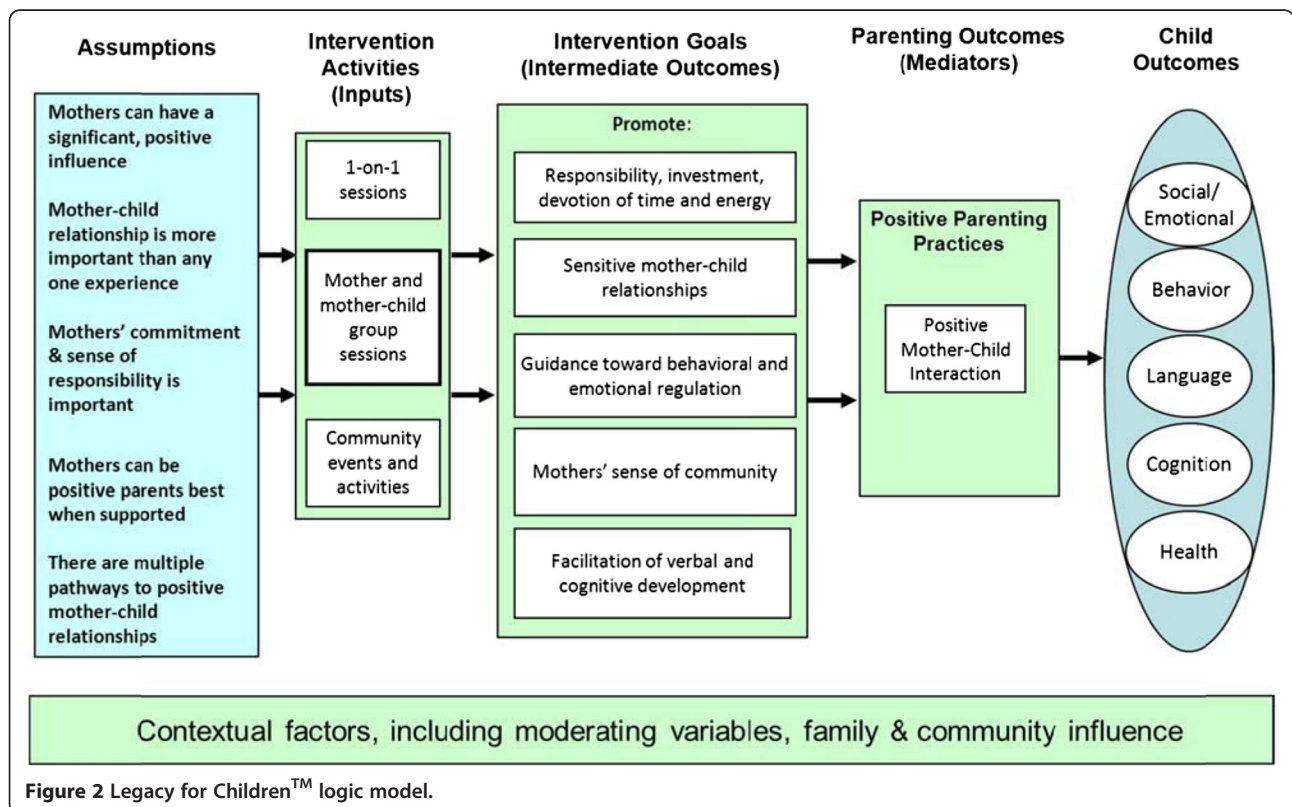 Assumptions
Mothers can have a
significant, positive
influence
Mother-child
relationship is more
important than any
one experience
Mothers' commitment
& sense of
responsibility is
important
Mothers can be
positive parents best
when supported
There are multiple
pathways to positive
mother-child
relationships
Intervention
Activities
(Inputs)
1-on-1
sessions
Mother and
mother-child
group
sessions
Community
events and
activities
Intervention Goals
(Intermediate Outcomes)
Promote:
Responsibility, investment,
devotion of time and energy
Sensitive mother-child
relationships
Guidance toward behavioral and
emotional regulation
Mothers' sense of community
Facilitation of verbal and
cognitive development
Parenting Outcomes
(Mediators)
Positive Parenting
Practices
Positive
Mother-Child
Interaction
Child
Outcomes
Social/
Emotional
Behavior
Language
Cognition
Health
Contextual factors, including moderating variables, family & community influence
Figure 2 Legacy for Children™ logic model.